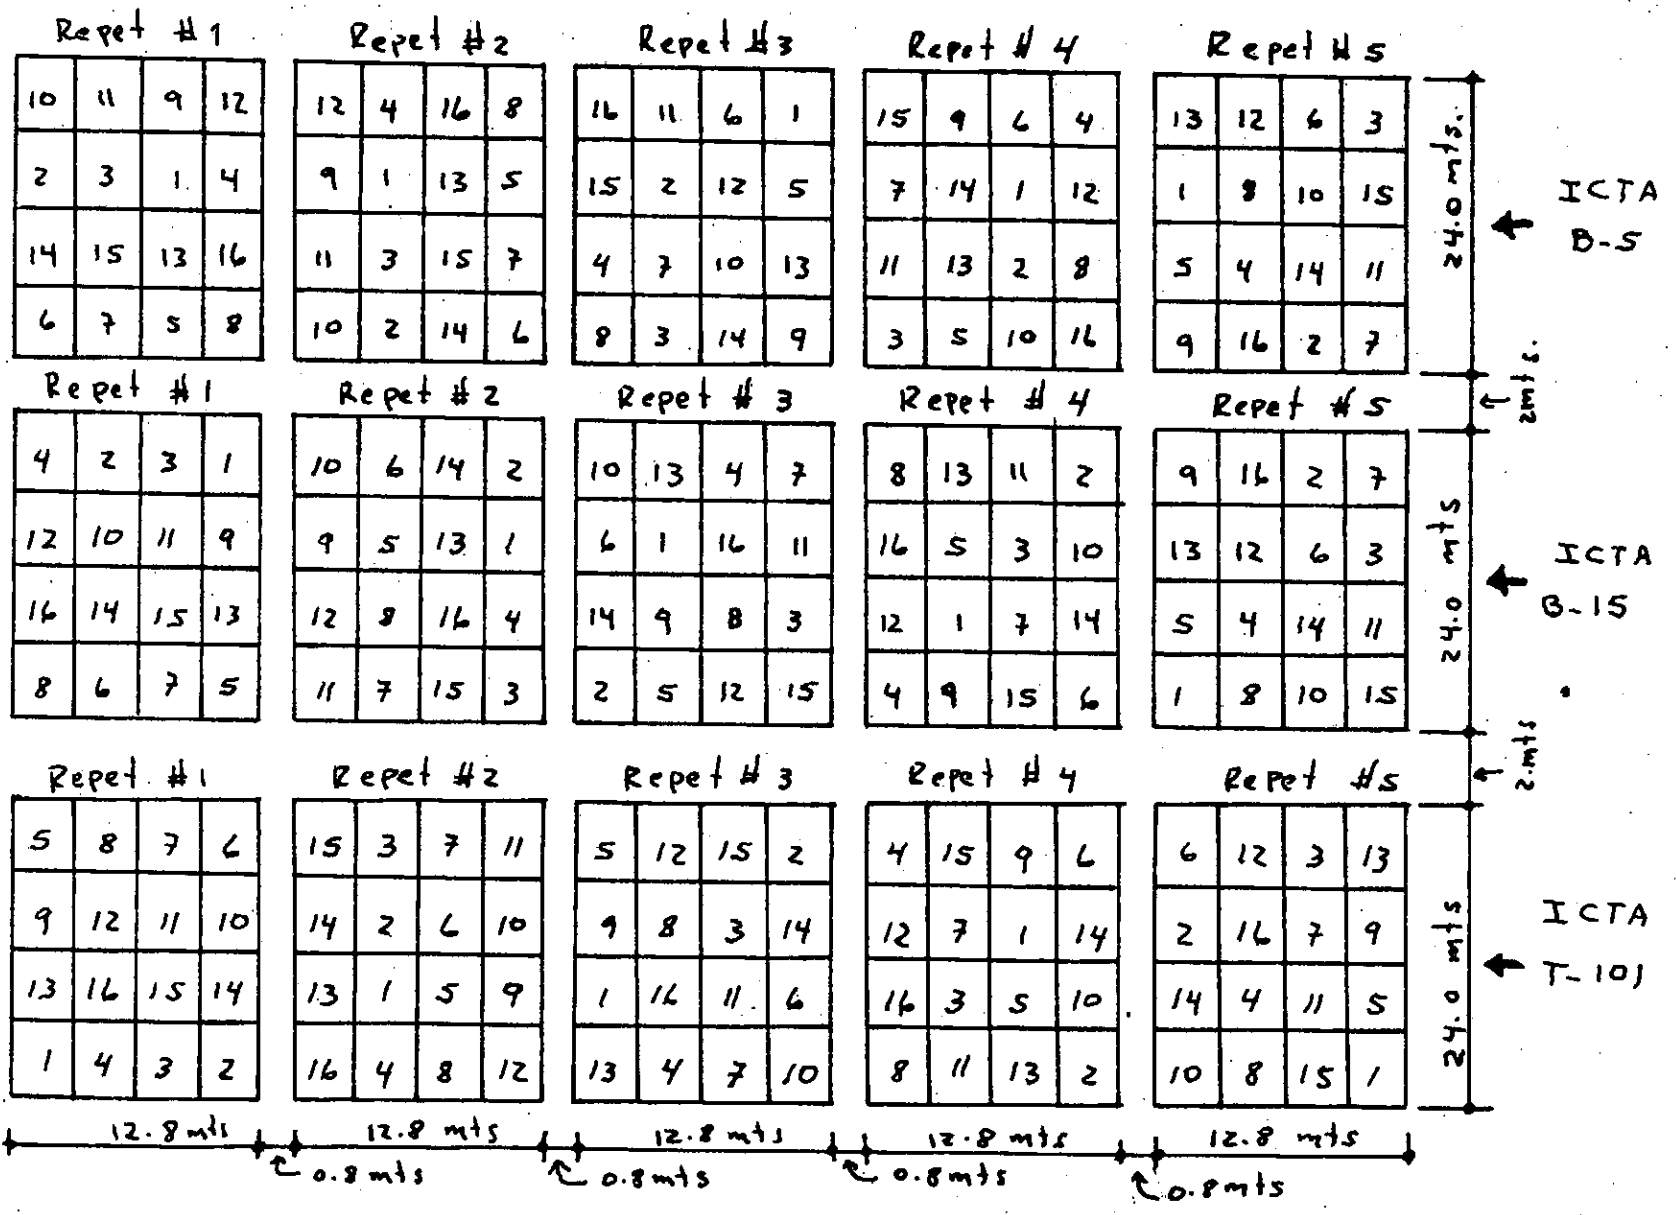 Repet #1 Repet #2 Repet #3 Repet #4 Repet #5
10 11 9 12 12 4 16 8 16 11 6 1 15 9 6 4 13 12 6 3
2 3 1 4 9 1 13 5 15 2 12 5 7 14 1 12 1 8 10 15
14 15 13 16 11 3 15 7 4 7 10 13 11 13 2 8 5 4 14 11
6 7 5 8 10 2 14 6 8 3 14 9 3 5 10 16 9 16 2 7
24.0 mts.
ICTA
B-5
2mts.
Repet #1 Repet #2 Repet #3 Repet #4 Repet #5
4 2 3 1 10 6 14 2 10 13 4 7 8 13 11 2 9 16 2 7
12 10 11 9 9 5 13 1 6 1 16 11 16 5 3 10 13 12 6 3
16 14 15 13 12 8 16 4 14 9 8 3 12 1 7 14 5 4 14 11
8 6 7 5 11 7 15 3 2 5 12 15 4 9 15 6 1 8 10 15
24.0 mts
ICTA
B-15
2.mts
Repet #1 Repet #2 Repet #3 Repet #4 Repet #5
5 8 7 6 15 3 7 11 5 12 15 2 4 15 9 6 6 12 3 13
9 12 11 10 14 2 6 10 9 8 3 14 12 7 1 14 2 16 7 9
13 16 15 14 13 1 5 9 1 16 11 6 16 3 5 10 14 4 11 5
1 4 3 2 16 4 8 12 13 4 7 10 8 11 13 2 10 8 15 1
24.0 mts
ICTA
T-101
12.8 mts 12.8 mts 12.8 mts 12.8 mts 12.8 mts
0.8 mts 0.8 mts 0.8 mts 0.8 mts